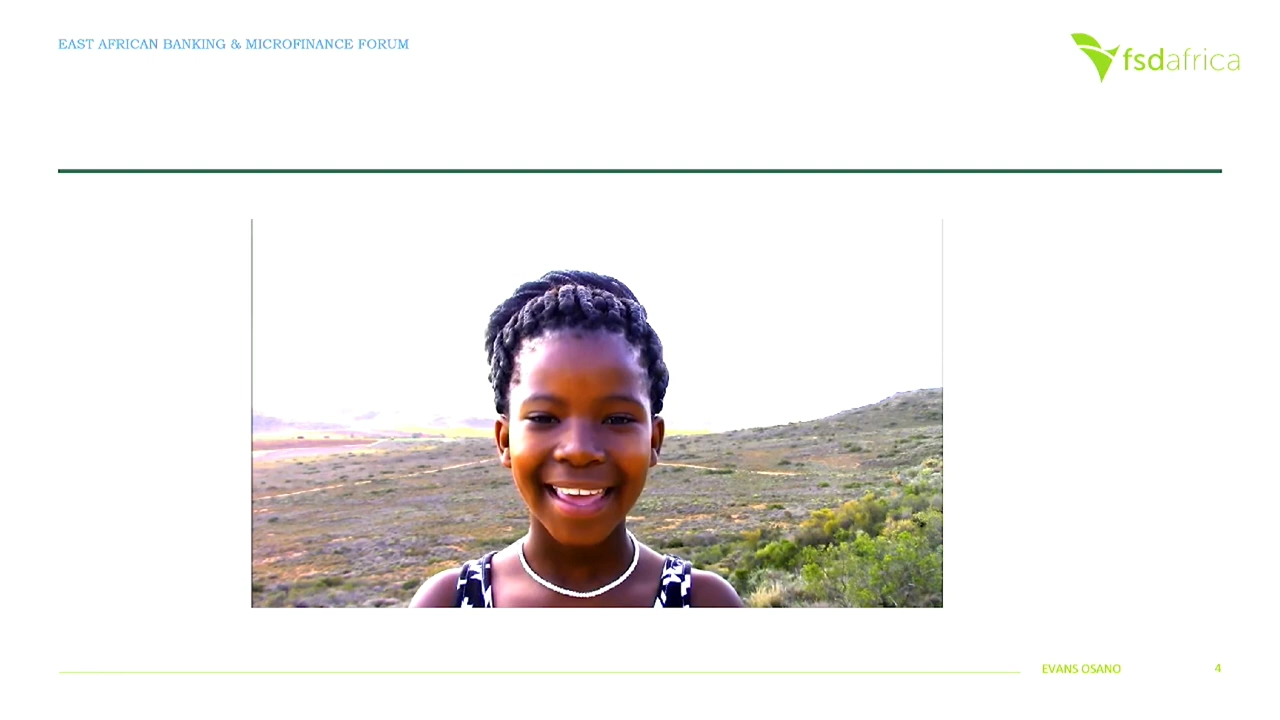 EAST AFRICAN BANKING & MICROFINANCE FORUM
fsdafrica
EVANS OSANO
4